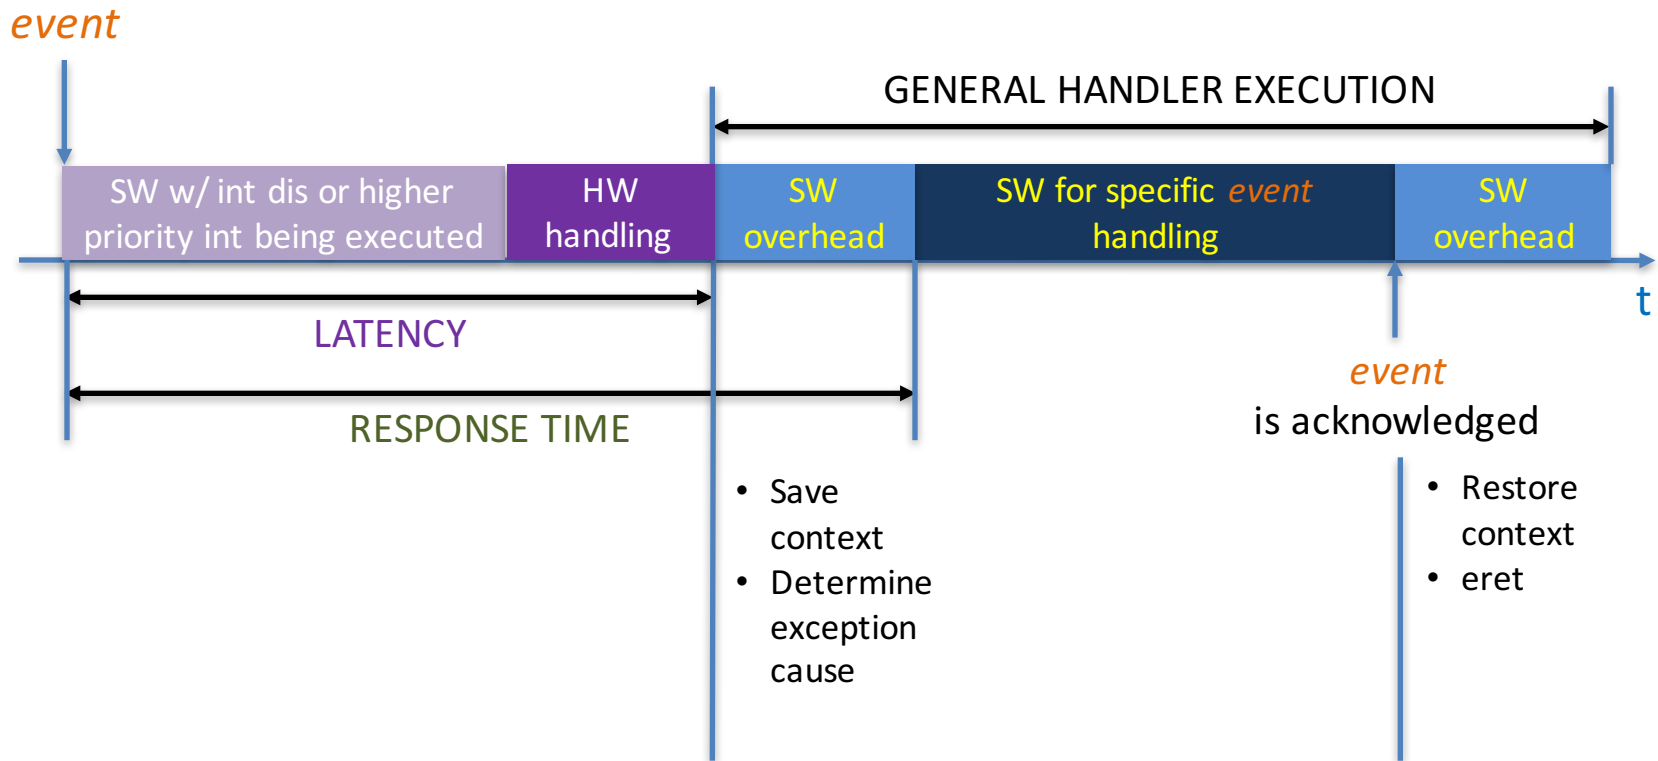 event
GENERAL HANDLER EXECUTION
SW w/ int dis or higher
priority int being executed
HW
handling
SW
overhead
SW for specific event
handling
SW
overhead
t
LATENCY
RESPONSE TIME
event
is acknowledged
• Save
context
• Determine
exception
cause
• Restore
context
• eret